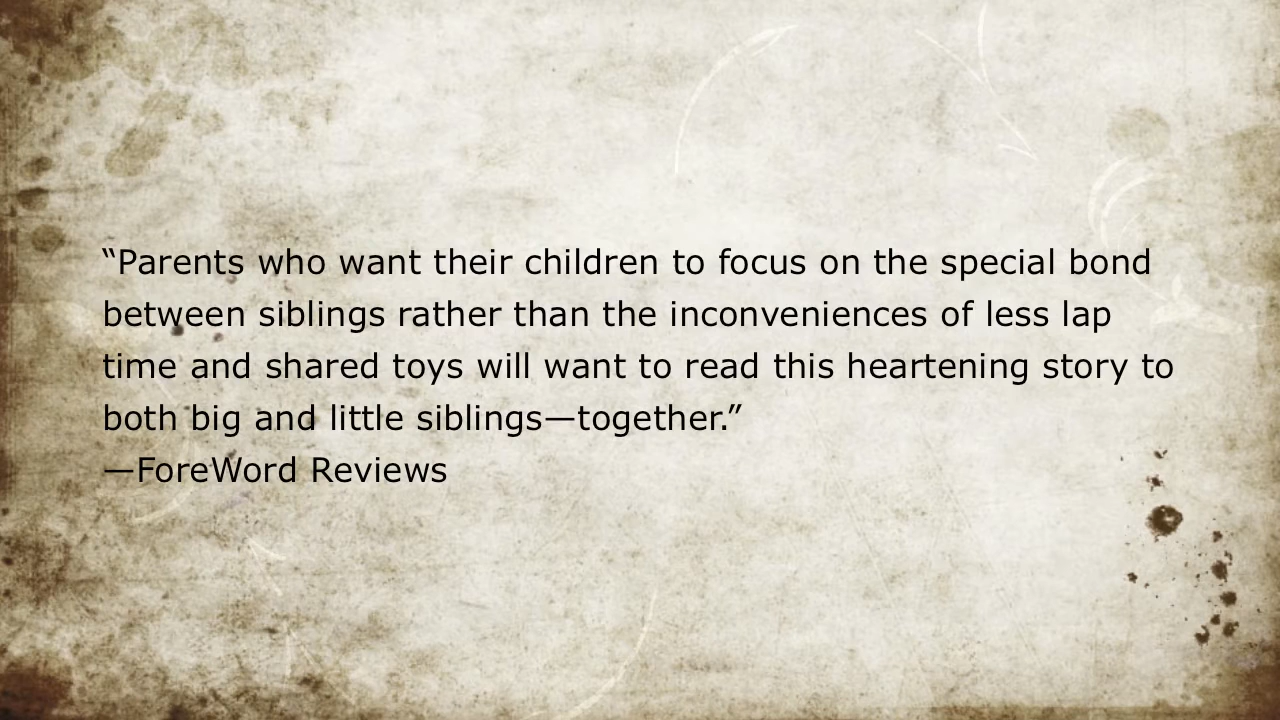 “Parents who want their children to focus on the special bond
between siblings rather than the inconveniences of less lap
time and shared toys will want to read this heartening story to
both big and little siblings—together.”
—ForeWord Reviews